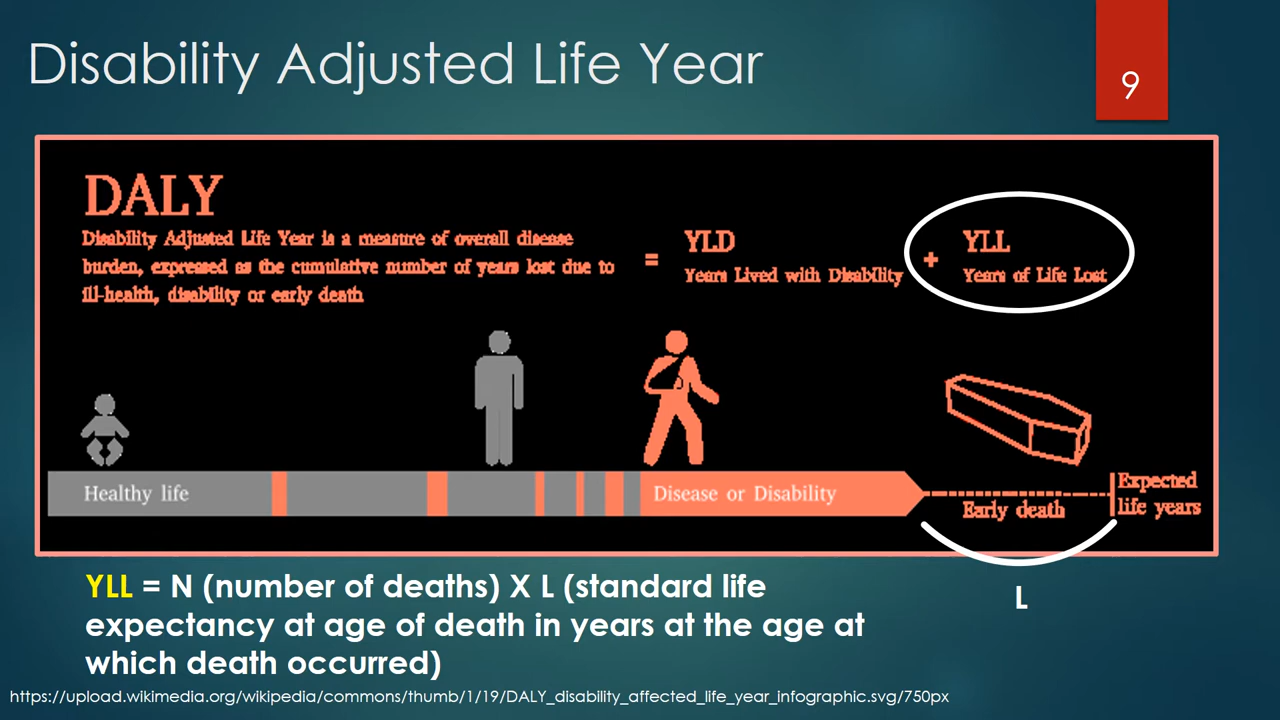 Disability Adjusted Life Year
9
DALY
Disability Adjusted Life Year is a measure of overall disease
burden, expressed as the cumulative number of years lost due to
ill-health, disability or early death
=
YLD
Years Lived with Disability
+
YLL
Years of Life Lost
Healthy life
Disease or Disability
Early death
Expected
life years
L
YLL = N (number of deaths) X L (standard life
expectancy at age of death in years at the age at
which death occurred)
https://upload.wikimedia.org/wikipedia/commons/thumb/1/19/DALY_disability_affected_life_year_infographic.svg/750px